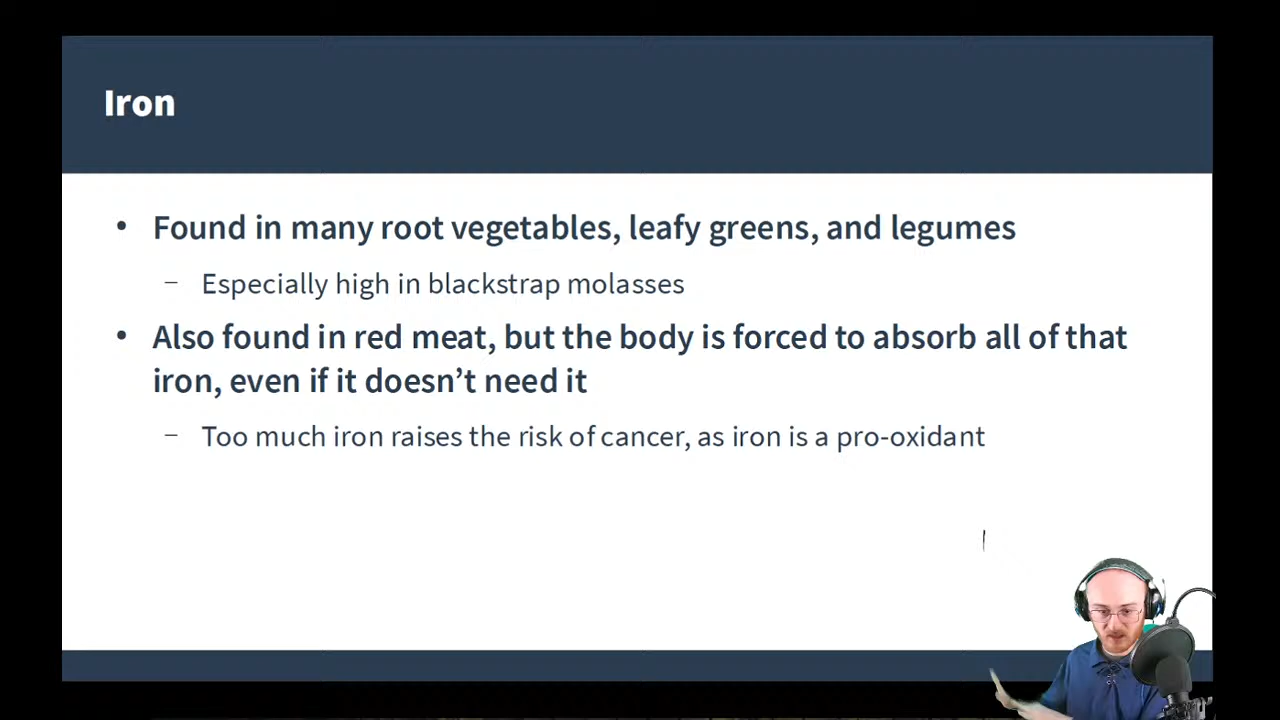 Iron
• Found in many root vegetables, leafy greens, and legumes
– Especially high in blackstrap molasses
• Also found in red meat, but the body is forced to absorb all of that
iron, even if it doesn’t need it
– Too much iron raises the risk of cancer, as iron is a pro-oxidant